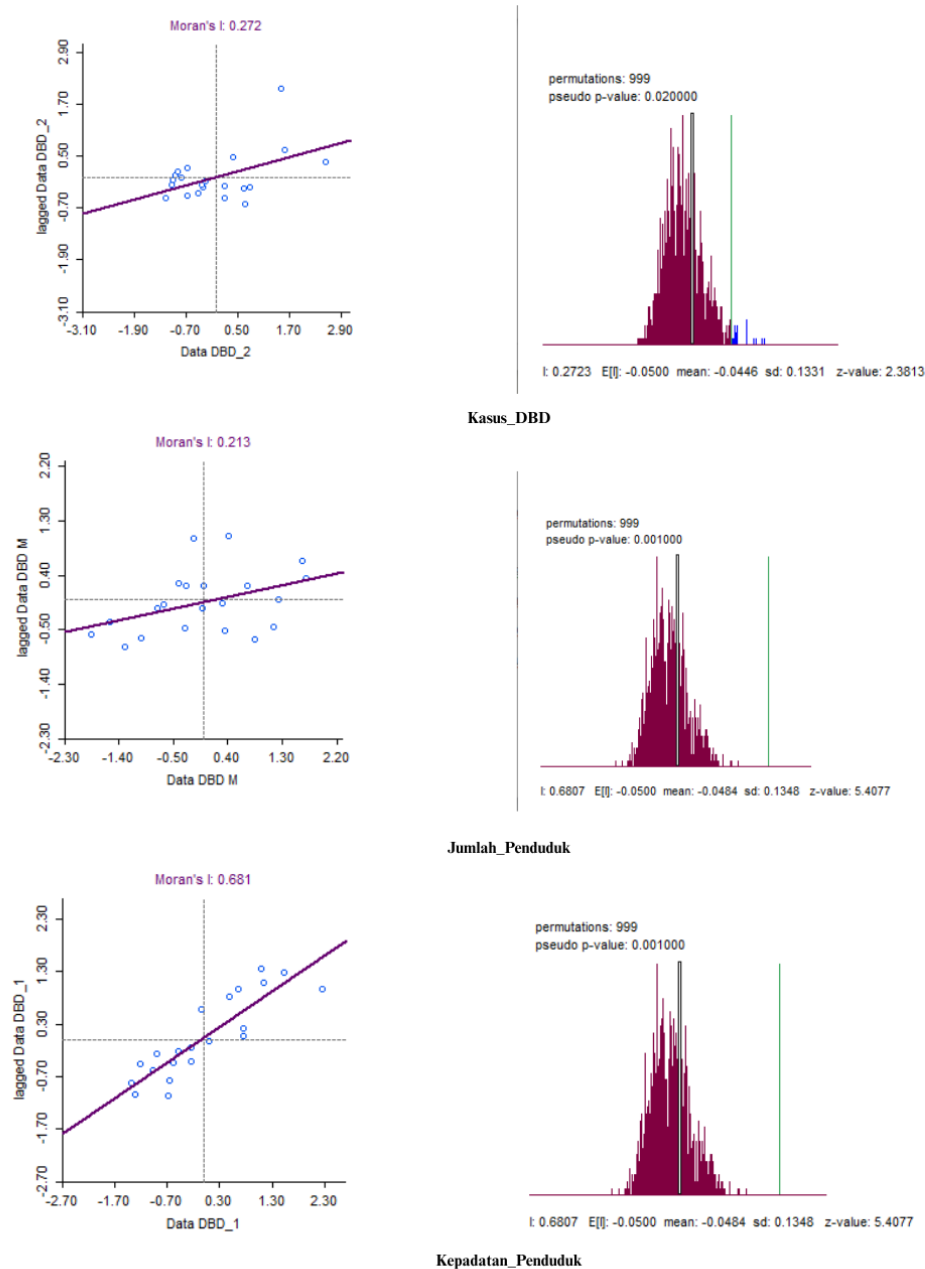 Moran's I: 0.272
lagged Data DBD_2
2.90
1.70
0.50
-0.70
-1.90
-3.10
-3.10 -1.90 -0.70 0.50 1.70 2.90
Data DBD_2
permutations: 999
pseudo p-value: 0.020000
I: 0.2723 E[I]: -0.0500 mean: -0.0446 sd: 0.1331 z-value: 2.3813
Kasus_DBD
Moran's I: 0.213
lagged Data DBD M
2.20
1.30
0.40
-0.50
-1.40
-2.30
-2.30 -1.40 -0.50 0.40 1.30 2.20
Data DBD M
permutations: 999
pseudo p-value: 0.001000
I: 0.6807 E[I]: -0.0500 mean: -0.0484 sd: 0.1348 z-value: 5.4077
Jumlah_Penduduk
Moran's I: 0.681
lagged Data DBD_1
2.30
1.30
0.30
-0.70
-1.70
-2.70
-2.70 -1.70 -0.70 0.30 1.30 2.30
Data DBD_1
permutations: 999
pseudo p-value: 0.001000
I: 0.6807 E[I]: -0.0500 mean: -0.0484 sd: 0.1348 z-value: 5.4077
Kepadatan_Penduduk